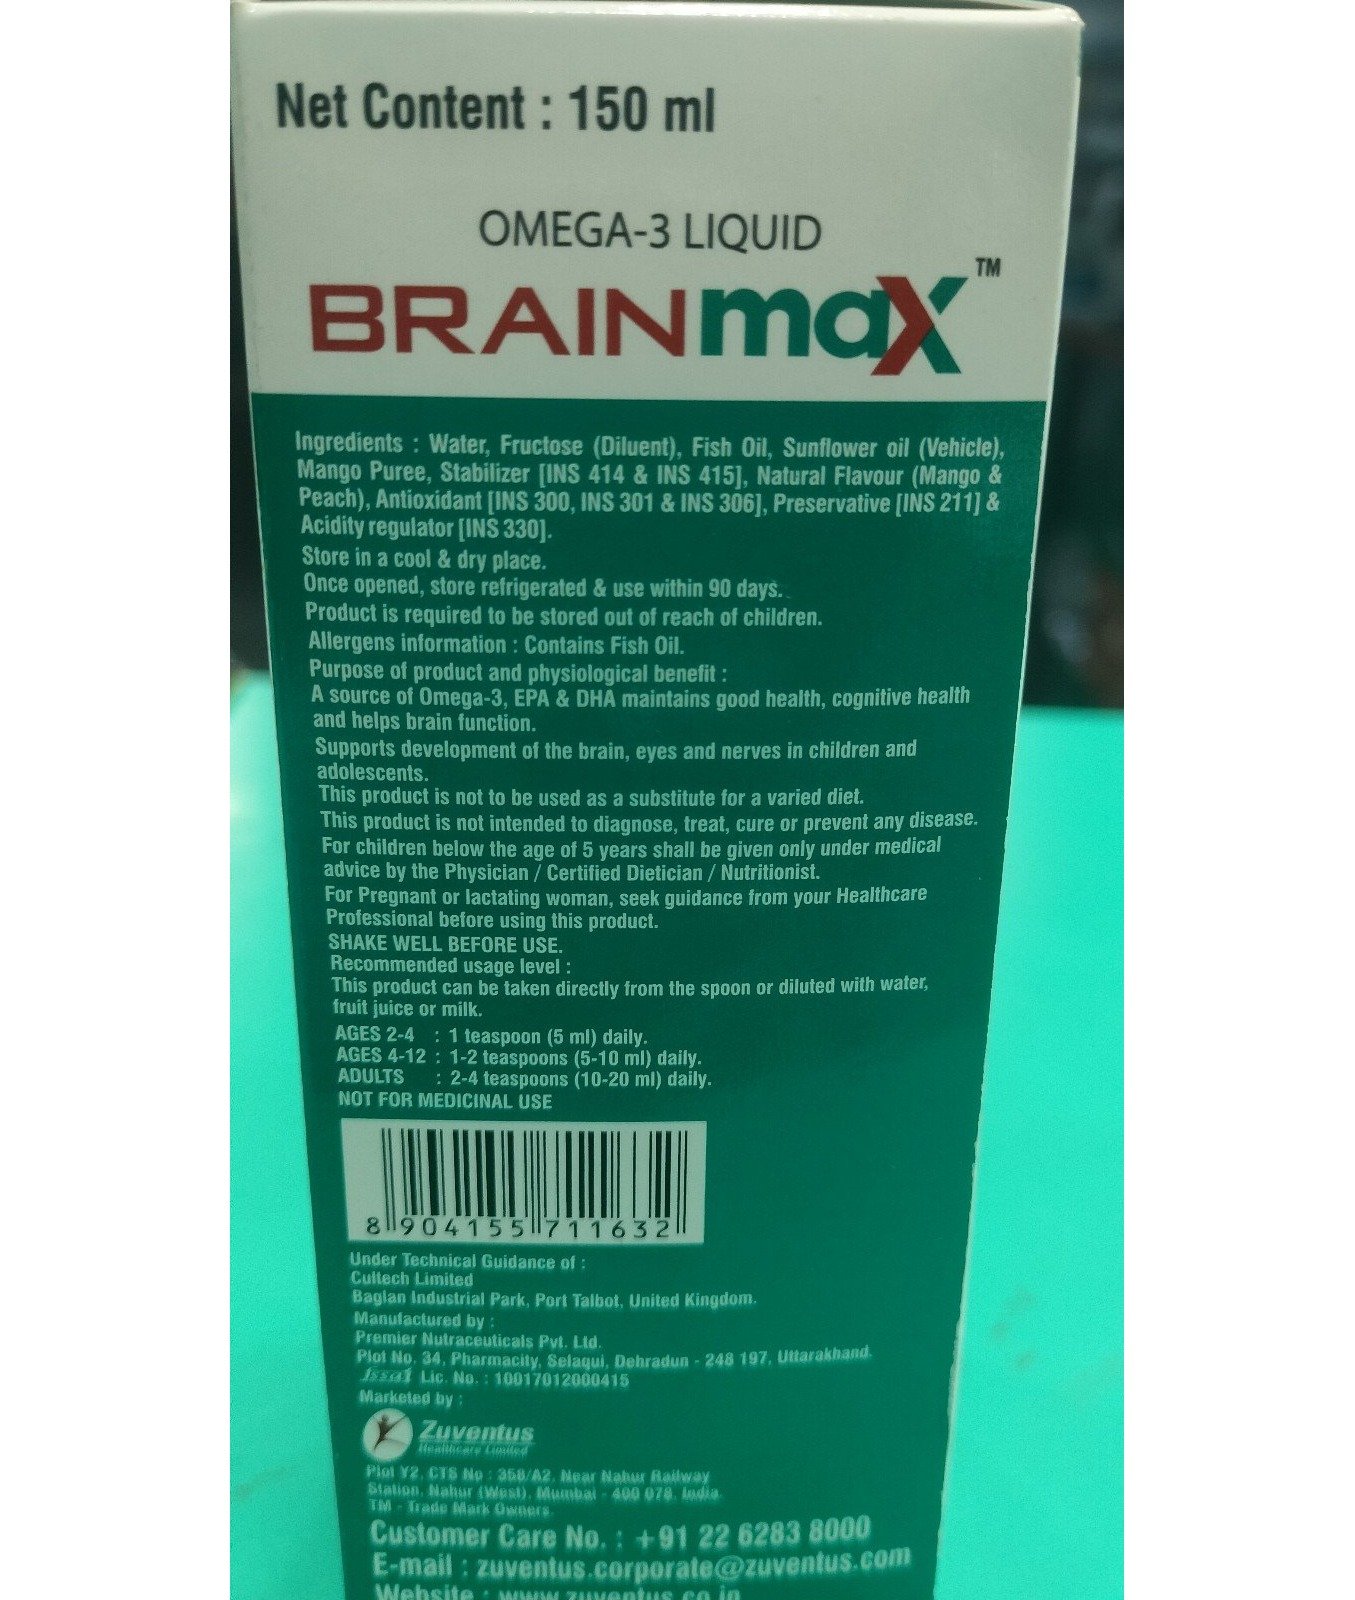 Net Content : 150 ml
OMEGA-3 LIQUID
BRAINmaX™
Ingredients : Water, Fructose (Diluent), Fish Oil, Sunflower oil (Vehicle),
Mango Puree, Stabilizer [INS 414 & INS 415], Natural Flavour (Mango &
Peach), Antioxidant [INS 300, INS 301 & INS 306], Preservative [INS 211] &
Acidity regulator [INS 330].
Store in a cool & dry place.
Once opened, store refrigerated & use within 90 days.
Product is required to be stored out of reach of children.
Allergens information : Contains Fish Oil.
Purpose of product and physiological benefit :
A source of Omega-3, EPA & DHA maintains good health, cognitive health
and helps brain function.
Supports development of the brain, eyes and nerves in children and
adolescents.
This product is not to be used as a substitute for a varied diet.
This product is not intended to diagnose, treat, cure or prevent any disease.
For children below the age of 5 years shall be given only under medical
advice by the Physician / Certified Dietician / Nutritionist.
For Pregnant or lactating woman, seek guidance from your Healthcare
Professional before using this product.
SHAKE WELL BEFORE USE.
Recommended usage level :
This product can be taken directly from the spoon or diluted with water,
fruit juice or milk.
AGES 2-4 : 1 teaspoon (5 ml) daily.
AGES 4-12 : 1-2 teaspoons (5-10 ml) daily.
ADULTS : 2-4 teaspoons (10-20 ml) daily.
NOT FOR MEDICINAL USE
8 904155 711632
Under Technical Guidance of :
Cultech Limited
Baglan Industrial Park, Port Talbot, United Kingdom.
Manufactured by :
Premier Nutraceuticals Pvt. Ltd.
Plot No. 34, Pharmacity, Selaqui, Dehradun - 248 197, Uttarakhand.
fssai Lic. No. : 10017012000415
Marketed by :
Zuventus
Healthcare Limited
Plot Y2, CTS No : 358/A2, Near Nahur Railway
Station, Nahur (West), Mumbai - 400 078. India.
TM - Trade Mark Owners
Customer Care No. : +91 22 6283 8000
E-mail : zuventus.corporate@zuventus.com
Website : www.zuventus.co.in